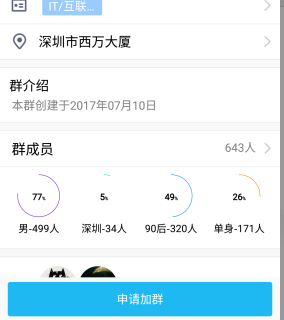 IT/互联...
深圳市西万大厦
群介绍
本群创建于2017年07月10日
群成员
643人
77%
5%
49%
26%
男-499人
深圳-34人
90后-320人
单身-171人
申请加群